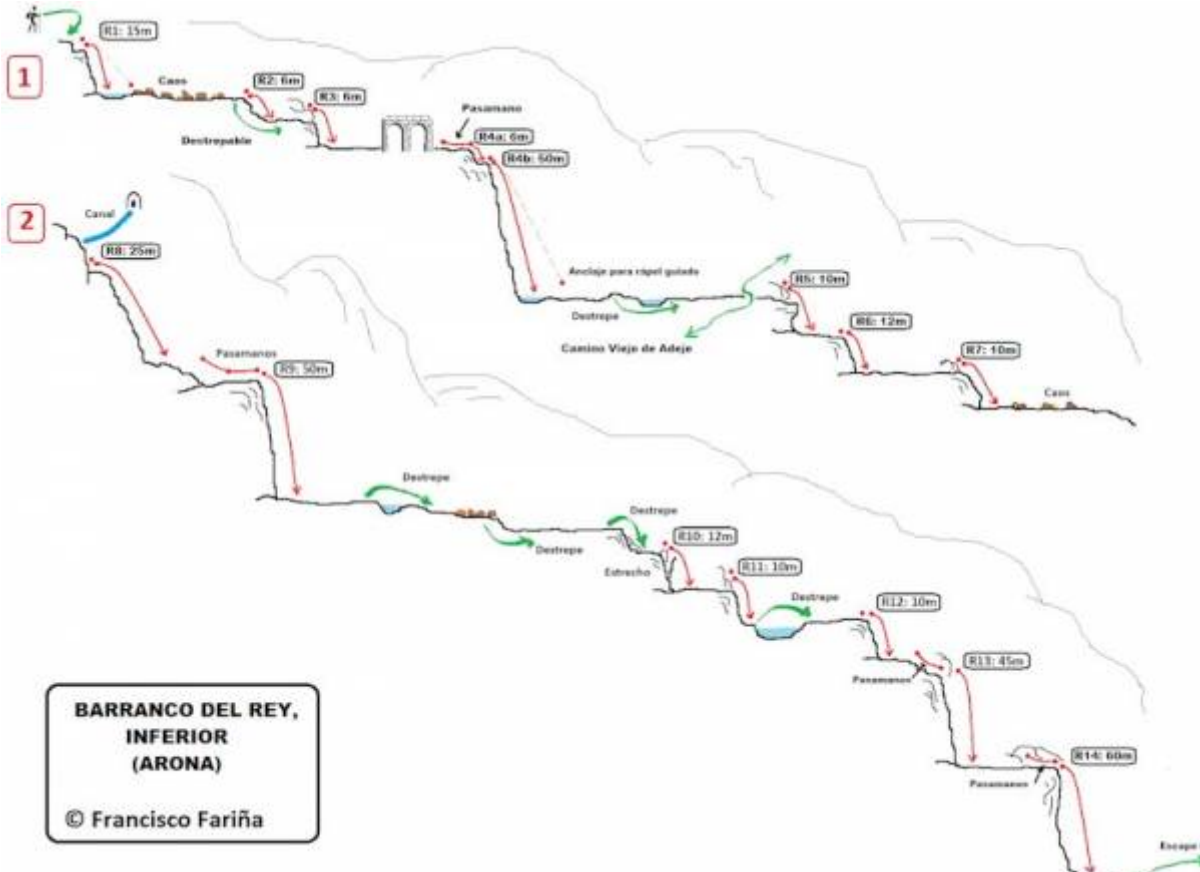 R1: 15m
1
Caos
R2: 6m
R3: 6m
Destrepable
Pasamano
R4a: 6m
R4b: 50m
Anclaje para rápel guiado
Destrepe
Camino Viejo de Adeje
R5: 10m
R6: 12m
R7: 10m
Caos
2
Canal
R8: 25m
Pasamanos
R9: 50m
Destrepe
Destrepe
Destrepe
Estrecho
R10: 12m
R11: 10m
Destrepe
R12: 10m
Pasamanos
R13: 45m
Pasamanos
R14: 60m
Escape
BARRANCO DEL REY,
INFERIOR
(ARONA)
© Francisco Fariña